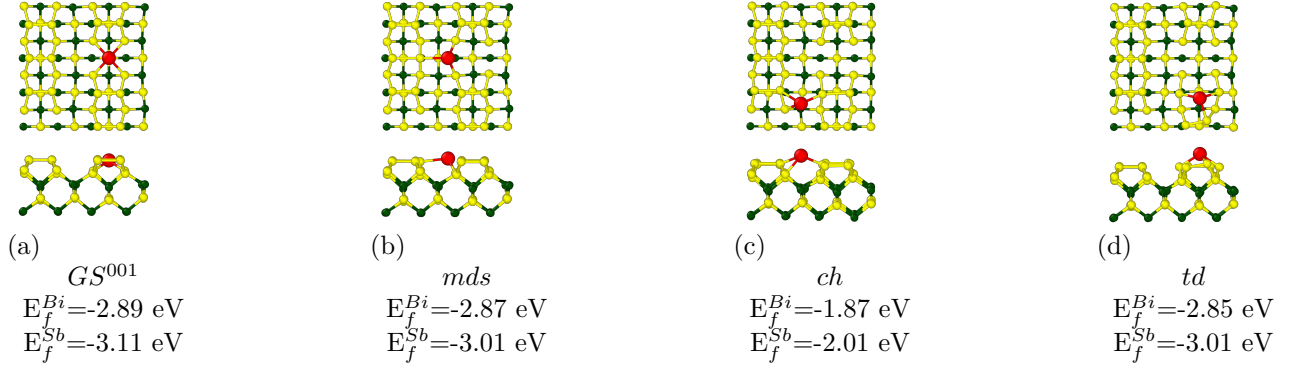 (a)
GS^{001}
E_f^{Bi}=-2.89 eV
E_f^{Sb}=-3.11 eV
(b)
mds
E_f^{Bi}=-2.87 eV
E_f^{Sb}=-3.01 eV
(c)
ch
E_f^{Bi}=-1.87 eV
E_f^{Sb}=-2.01 eV
(d)
td
E_f^{Bi}=-2.85 eV
E_f^{Sb}=-3.01 eV